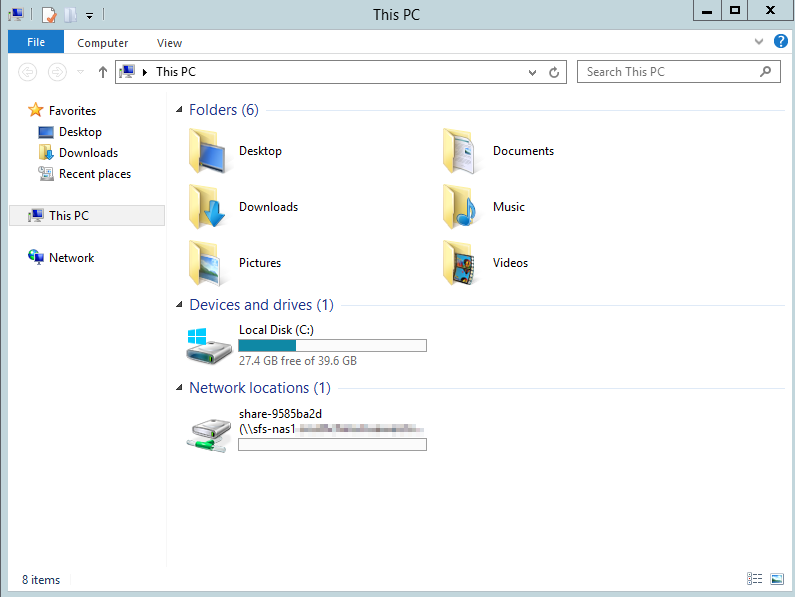 This PC
File Computer View
This PC
Search This PC
Favorites
Desktop
Downloads
Recent places
This PC
Network
Folders (6)
Desktop
Documents
Downloads
Music
Pictures
Videos
Devices and drives (1)
Local Disk (C:)
27.4 GB free of 39.6 GB
Network locations (1)
share-9585ba2d
(\\sfs-nas1
8 items